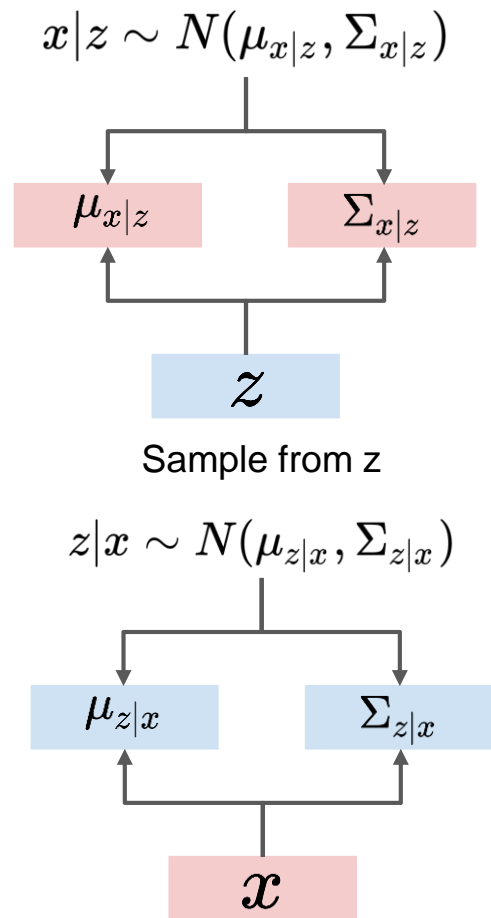 x|z ∼ N(μ_{x|z}, Σ_{x|z})
μ_{x|z} Σ_{x|z}
z
Sample from z
z|x ∼ N(μ_{z|x}, Σ_{z|x})
μ_{z|x} Σ_{z|x}
x